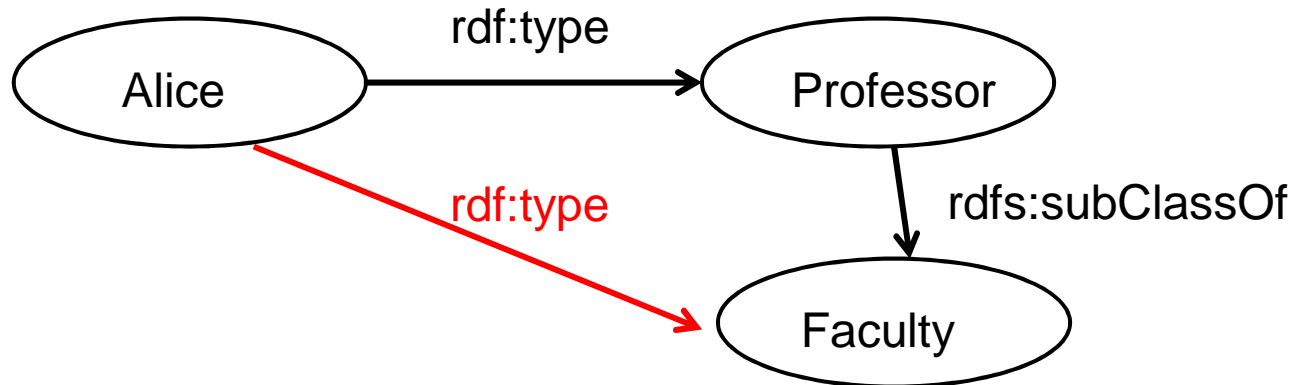 rdf:type
Alice
Professor
rdf:type
rdfs:subClassOf
Faculty